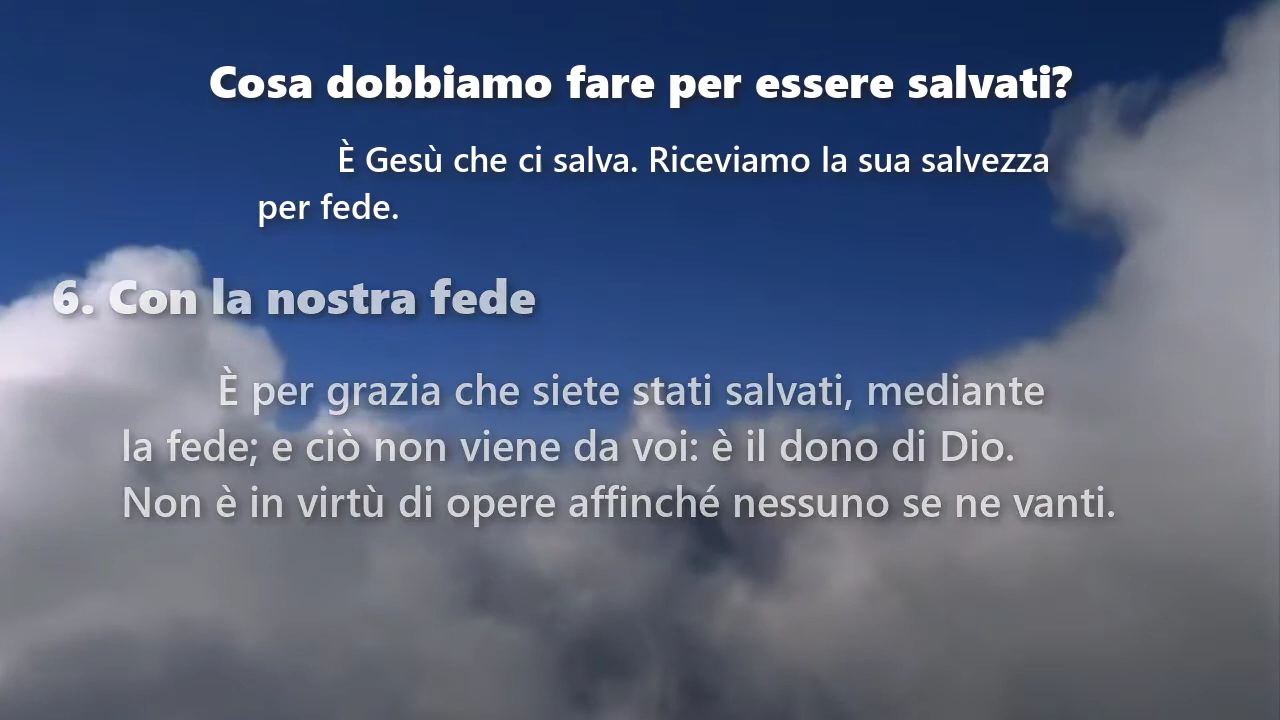 Cosa dobbiamo fare per essere salvati?
È Gesù che ci salva. Riceviamo la sua salvezza
per fede.
6. Con la nostra fede
È per grazia che siete stati salvati, mediante
la fede; e ciò non viene da voi: è il dono di Dio.
Non è in virtù di opere affinché nessuno se ne vanti.